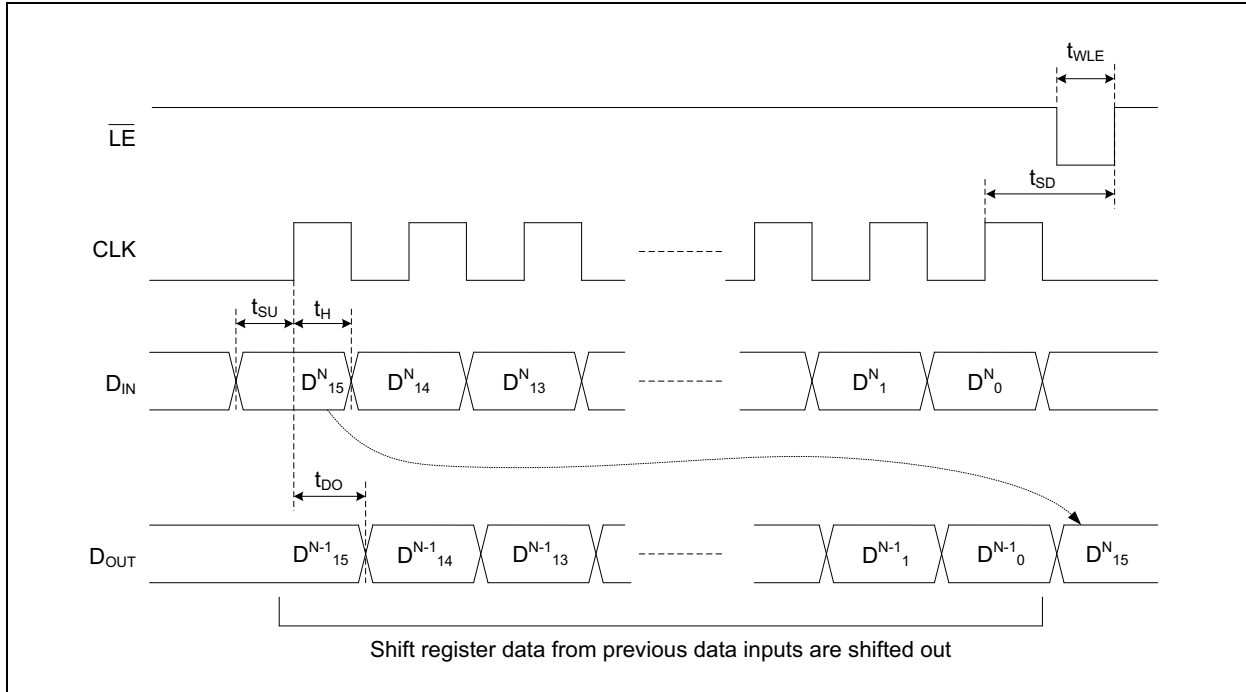 tWLE
LE
tSD
CLK
tSU tH
DIN DN15 DN14 DN13 DN1 DN0
tDO
DOUT DN-115 DN-114 DN-113 DN-11 DN-10 DN15
Shift register data from previous data inputs are shifted out